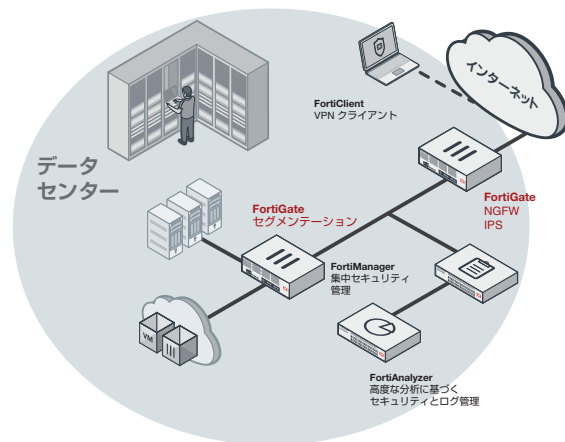 FortiClient
VPN クライアント
インターネット
データ
センター
FortiGate
NGFW
IPS
FortiGate
セグメンテーション
FortiManager
集中セキュリティ
管理
VM
FortiAnalyzer
高度な分析に基づく
セキュリティとログ管理